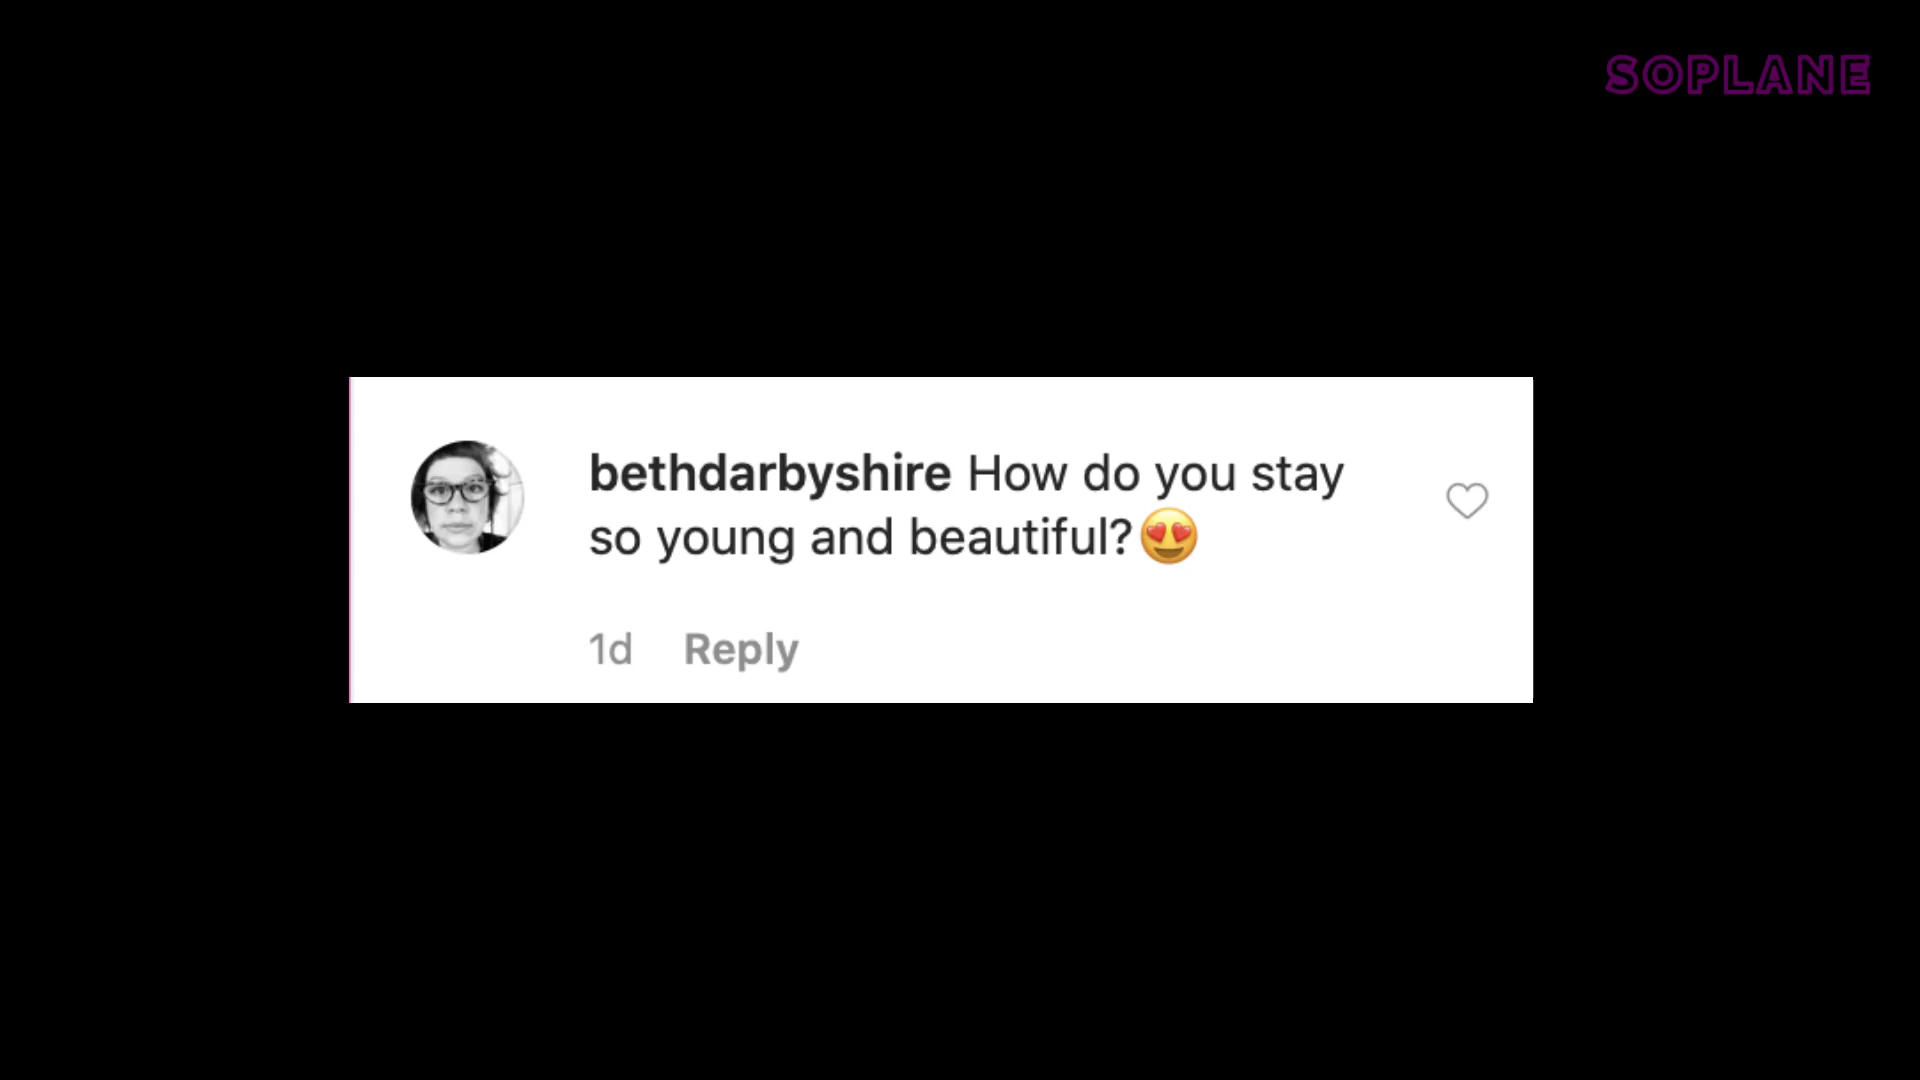 SOPLANE
bethdarbyshire How do you stay
so young and beautiful?😍
1d Reply